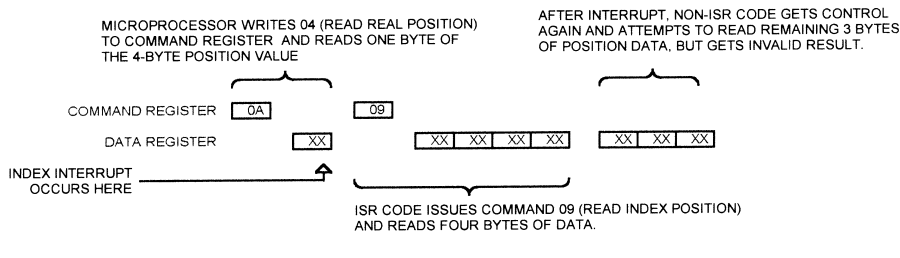 MICROPROCESSOR WRITES 04 (READ REAL POSITION)
TO COMMAND REGISTER AND READS ONE BYTE OF
THE 4-BYTE POSITION VALUE
AFTER INTERRUPT, NON-ISR CODE GETS CONTROL
AGAIN AND ATTEMPTS TO READ REMAINING 3 BYTES
OF POSITION DATA, BUT GETS INVALID RESULT.
COMMAND REGISTER 0A 09
DATA REGISTER XX XX XX XX XX XX XX XX
INDEX INTERRUPT
OCCURS HERE
ISR CODE ISSUES COMMAND 09 (READ INDEX POSITION)
AND READS FOUR BYTES OF DATA.